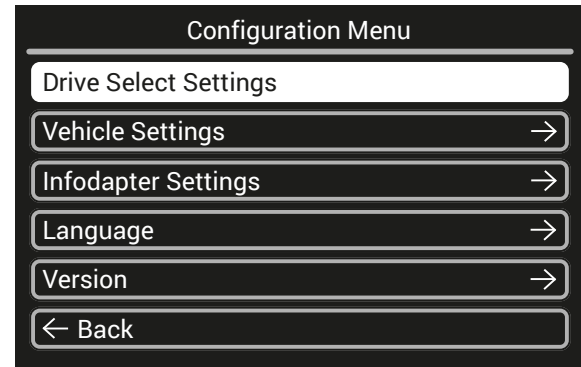 Configuration Menu
Drive Select Settings
Vehicle Settings
Infodapter Settings
Language
Version
Back